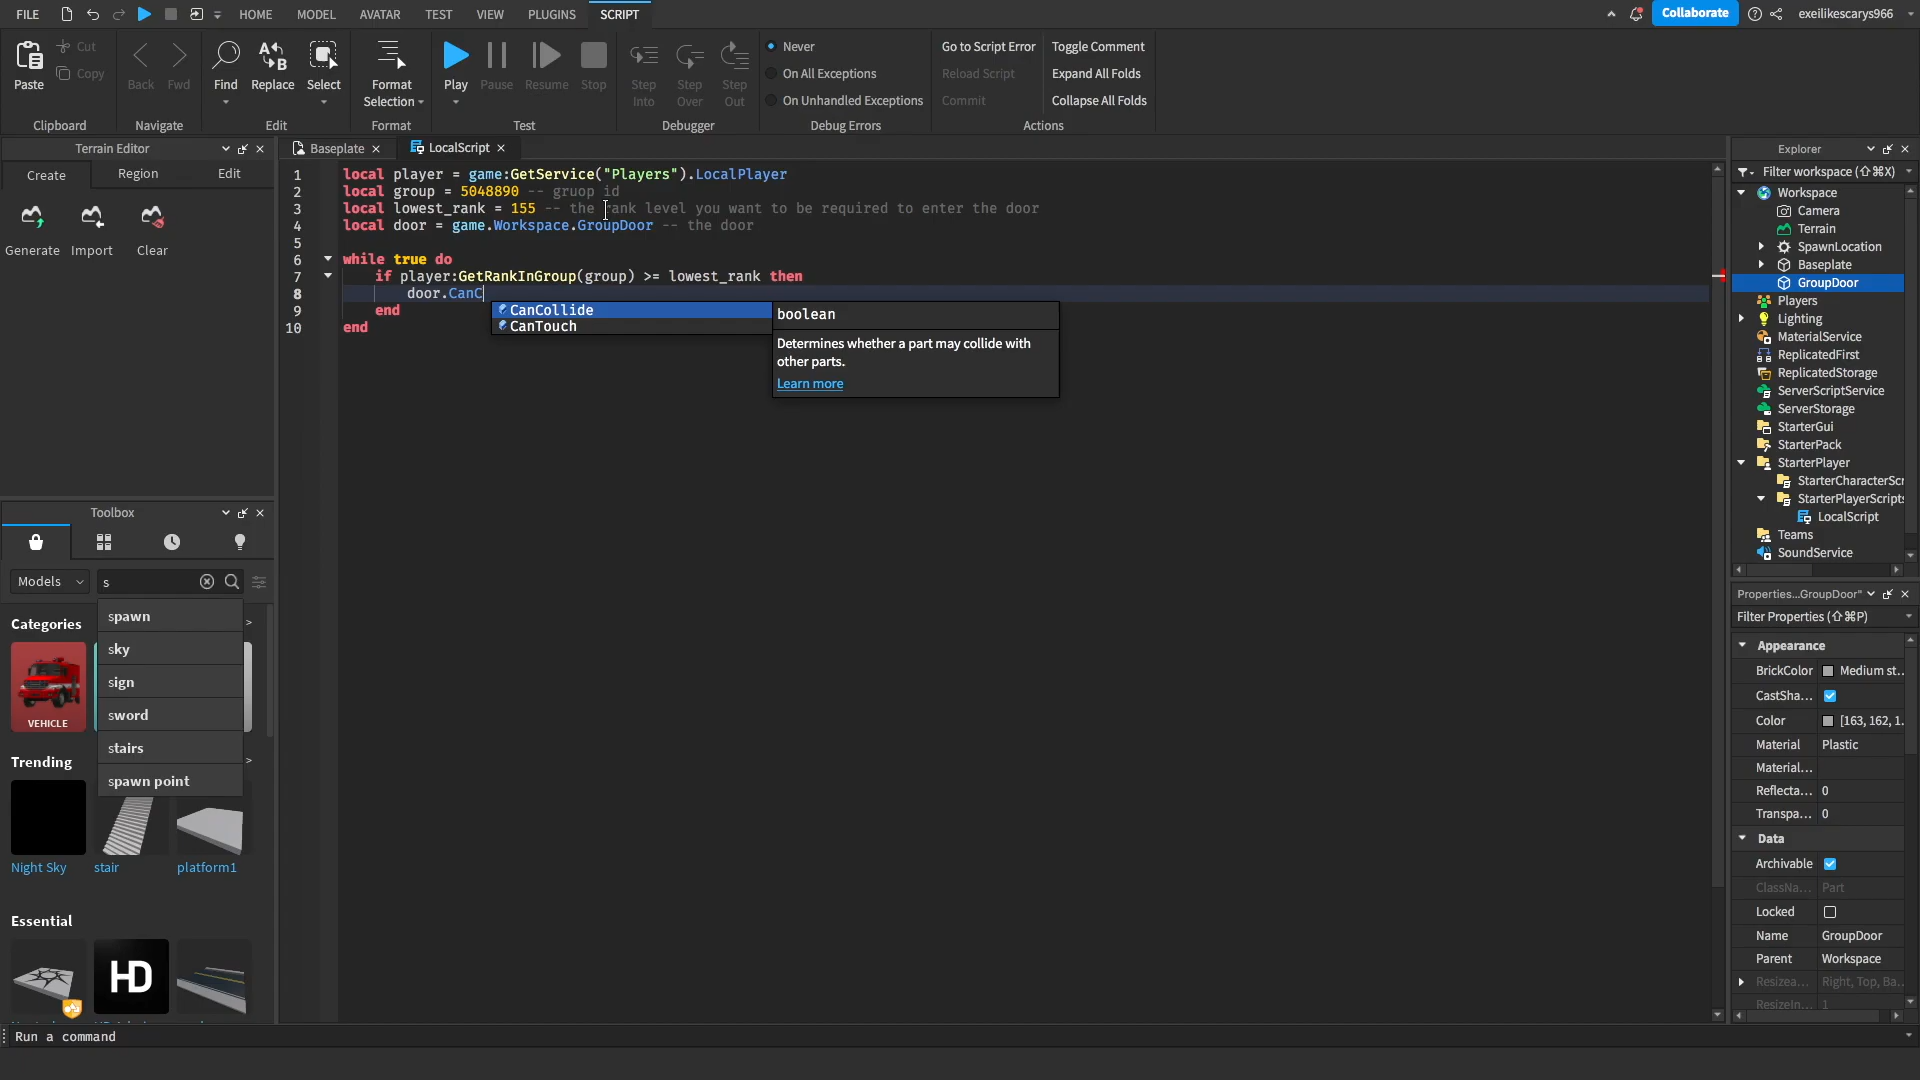 FILE HOME MODEL AVATAR TEST VIEW PLUGINS SCRIPT Collaborate exeilikescarys966
Paste Cut Copy Back Fwd Find Replace Select Format Selection Play Pause Resume Stop Step Into Step Over Step Out
Never
On All Exceptions
On Unhandled Exceptions
Go to Script Error Toggle Comment
Reload Script Expand All Folds
Commit Collapse All Folds
Clipboard Navigate Edit Format Test Debugger Debug Errors Actions
Terrain Editor
Create Region Edit
Generate Import Clear
Baseplate LocalScript
1 local player = game:GetService("Players").LocalPlayer
2 local group = 5048890 -- gruop id
3 local lowest_rank = 155 -- the rank level you want to be required to enter the door
4 local door = game.Workspace.GroupDoor -- the door
5
6 while true do
7 if player:GetRankInGroup(group) >= lowest_rank then
8 door.CanC
9 end
10 end
CanCollide
CanTouch
boolean
Determines whether a part may collide with
other parts.
Learn more
Toolbox
Models s
spawn
sky
sign
sword
stairs
spawn point
Categories >
VEHICLE
Trending >
Night Sky stair platform1
Essential
HD
Run a command
Explorer
Filter workspace (⇧⌘X)
Workspace
Camera
Terrain
SpawnLocation
Baseplate
GroupDoor
Players
Lighting
MaterialService
ReplicatedFirst
ReplicatedStorage
ServerScriptService
ServerStorage
StarterGui
StarterPack
StarterPlayer
StarterCharacterScr
StarterPlayerScripts
LocalScript
Teams
SoundService
Properties...GroupDoor"
Filter Properties (⇧⌘P)
Appearance
BrickColor Medium st..
CastSha...
Color [163, 162, 1.
Material Plastic
Material...
Reflecta... 0
Transpa... 0
Data
Archivable
ClassNa... Part
Locked
Name GroupDoor
Parent Workspace
Resizea... Right, Top, Ba..
ResizeIn... 1